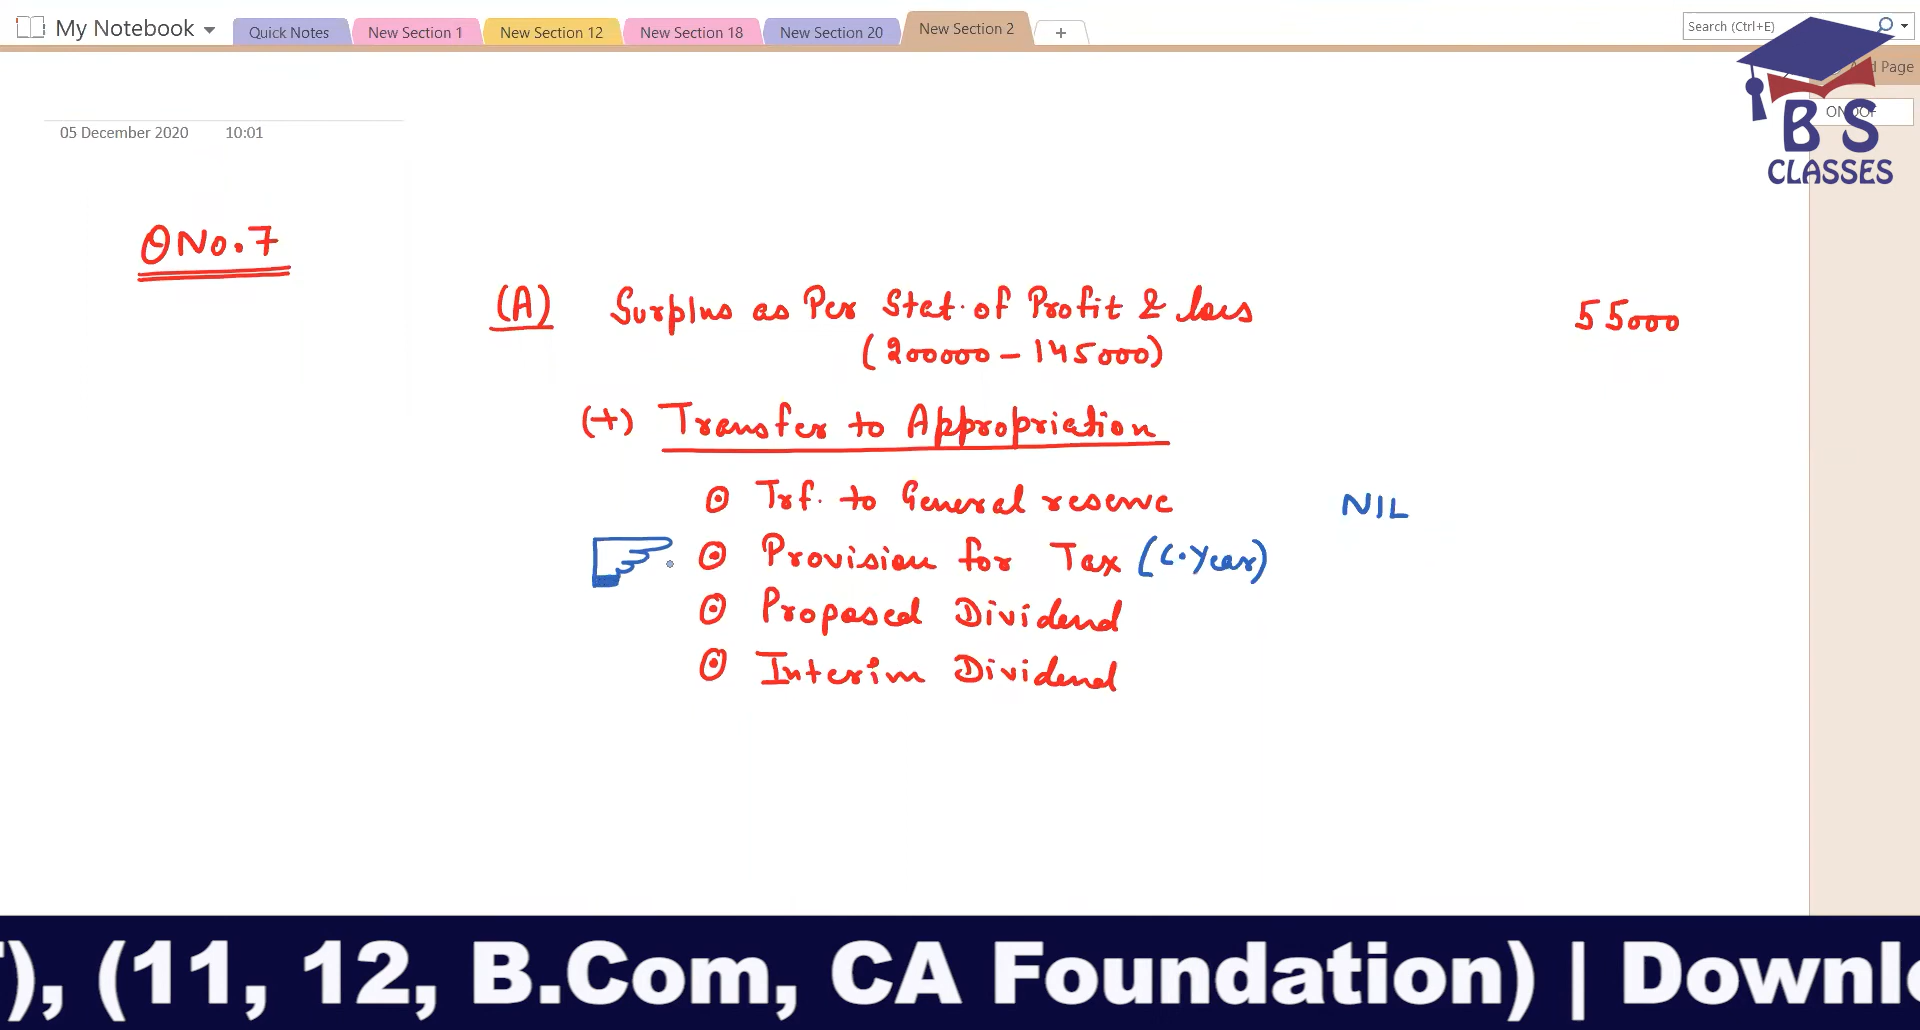 My Notebook
Quick Notes
New Section 1
New Section 12
New Section 18
New Section 20
New Section 2
+
Search (Ctrl+E)
Page
B S
CLASSES
05 December 2020 10:01
QNo.7
(A) Surplus as Per Stat. of Profit & loss 55000
(200000 - 145000)
(+) Transfer to Appropriation
Trf. to General reserve NIL
Provision for Tax (C.Year)
Proposed Dividend
Interim Dividend
), (11, 12, B.Com, CA Foundation) | Downl